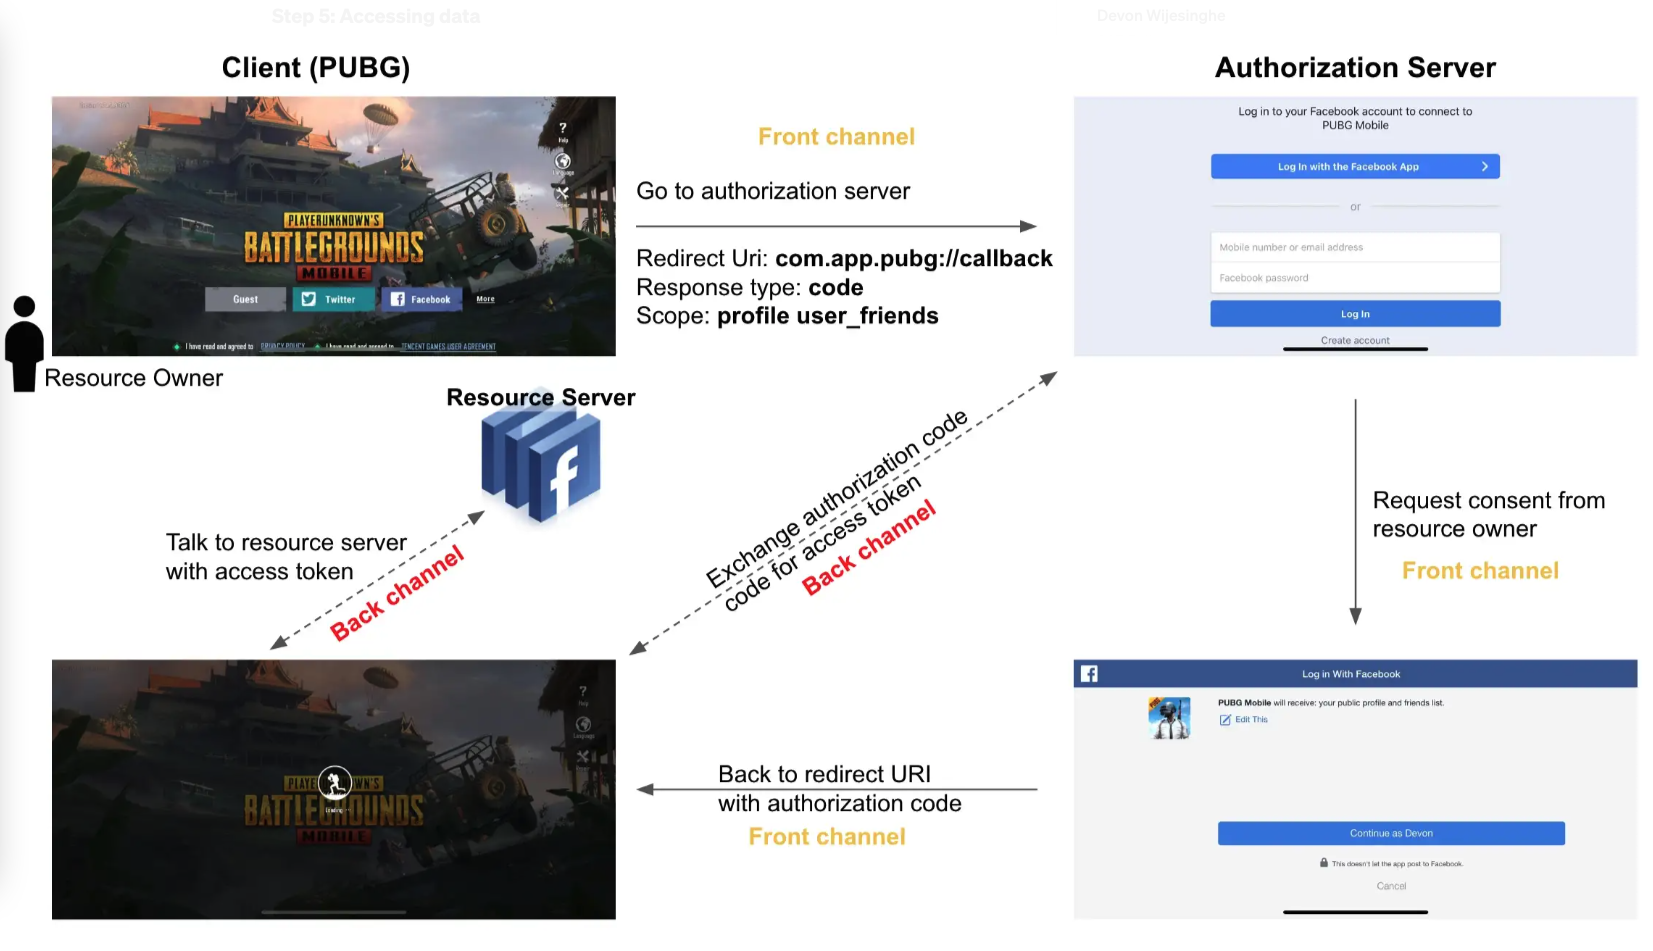 Step 5: Accessing data
Devon Wijesinghe
Client (PUBG)
Authorization Server
?
Help
Language
PLAYERUNKNOWN'S
BATTLEGROUNDS
MOBILE
Guest
Twitter
Facebook
More
I have read and agreed to PRIVACY POLICY
I have read and agreed to TENCENT GAMES USER AGREEMENT
Front channel
Go to authorization server
Redirect Uri: com.app.pubg://callback
Response type: code
Scope: profile user_friends
Log in to your Facebook account to connect to
PUBG Mobile
Log In with the Facebook App
or
Mobile number or email address
Facebook password
Log In
Create account
Resource Owner
Resource Server
f
Talk to resource server
with access token
Back channel
Exchange authorization code
code for access token
Back channel
Request consent from
resource owner
Front channel
?
Help
Language
PLAYE WN'S
BATTLEGROUNDS
MOBILE
Back to redirect URI
with authorization code
Front channel
Log in With Facebook
PUBG Mobile will receive: your public profile and friends list.
Edit This
Continue as Devon
This doesn't let the app post to Facebook.
Cancel